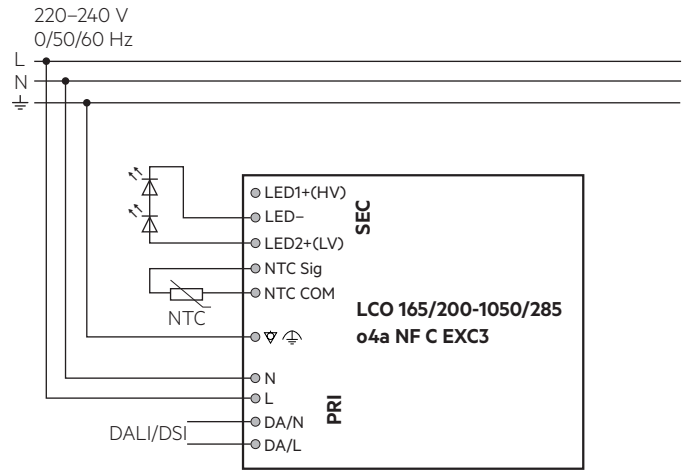 220–240 V
0/50/60 Hz
L
N
LED1+(HV)
LED–
LED2+(LV)
SEC
NTC Sig
NTC COM
NTC
LCO 165/200-1050/285
o4a NF C EXC3
N
L
PRI
DA/N
DALI/DSI
DA/L